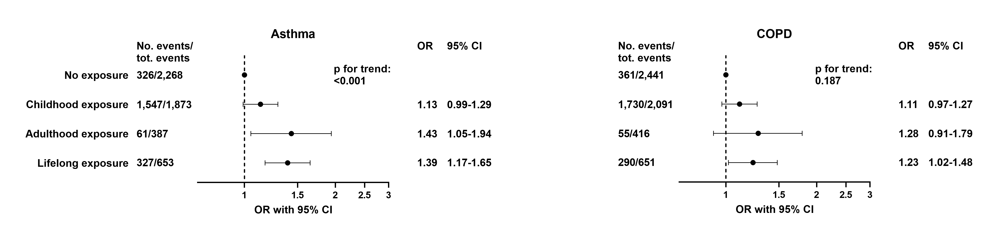 Asthma
No. events/
tot. events
OR 95% CI
p for trend:
<0.001
No exposure 326/2,268
Childhood exposure 1,547/1,873 1.13 0.99-1.29
Adulthood exposure 61/387 1.43 1.05-1.94
Lifelong exposure 327/653 1.39 1.17-1.65
1 1.5 2 2.5 3
OR with 95% CI
COPD
No. events/
tot. events
OR 95% CI
p for trend:
0.187
361/2,441
1,730/2,091 1.11 0.97-1.27
55/416 1.28 0.91-1.79
290/651 1.23 1.02-1.48
1 1.5 2 2.5 3
OR with 95% CI